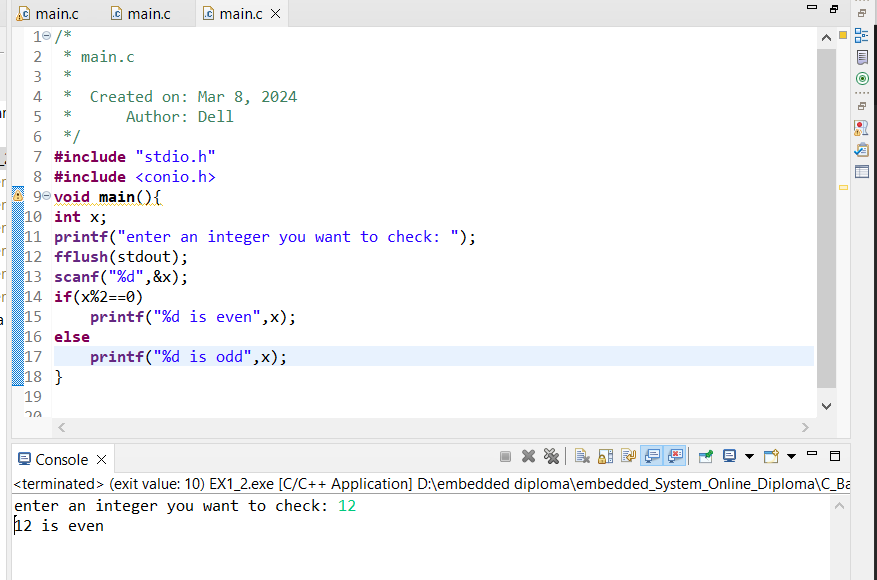 main.c main.c main.c
1 /*
2  * main.c
3  *
4  *  Created on: Mar 8, 2024
5  *      Author: Dell
6  */
7 #include "stdio.h"
8 #include <conio.h>
9 void main(){
10 int x;
11 printf("enter an integer you want to check: ");
12 fflush(stdout);
13 scanf("%d",&x);
14 if(x%2==0)
15     printf("%d is even",x);
16 else
17     printf("%d is odd",x);
18 }
19
20
Console
<terminated> (exit value: 10) EX1_2.exe [C/C++ Application] D:\embedded diploma\embedded_System_Online_Diploma\C_Ba
enter an integer you want to check: 12
12 is even